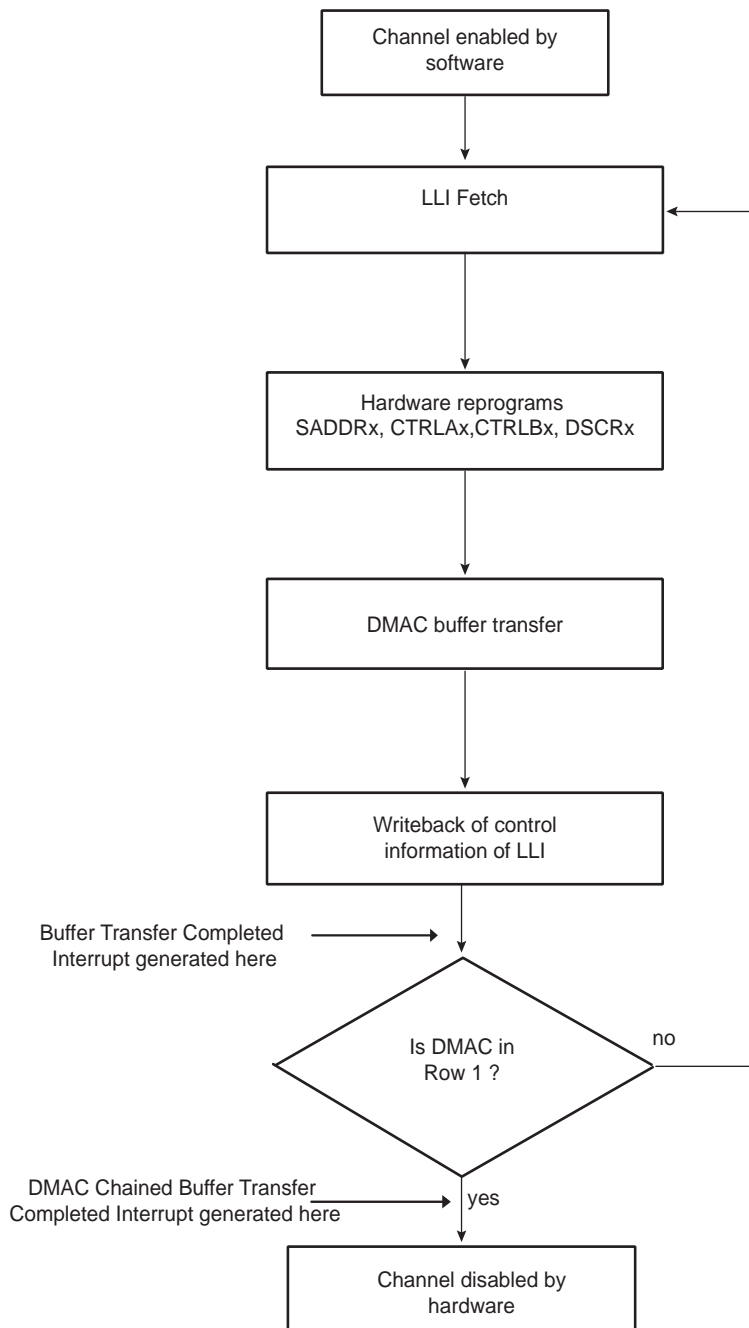 Channel enabled by
software
LLI Fetch
Hardware reprograms
SADDRx, CTRLAx,CTRLBx, DSCRx
DMAC buffer transfer
Writeback of control
information of LLI
Buffer Transfer Completed
Interrupt generated here
Is DMAC in
Row 1 ?
no
DMAC Chained Buffer Transfer
Completed Interrupt generated here
yes
Channel disabled by
hardware